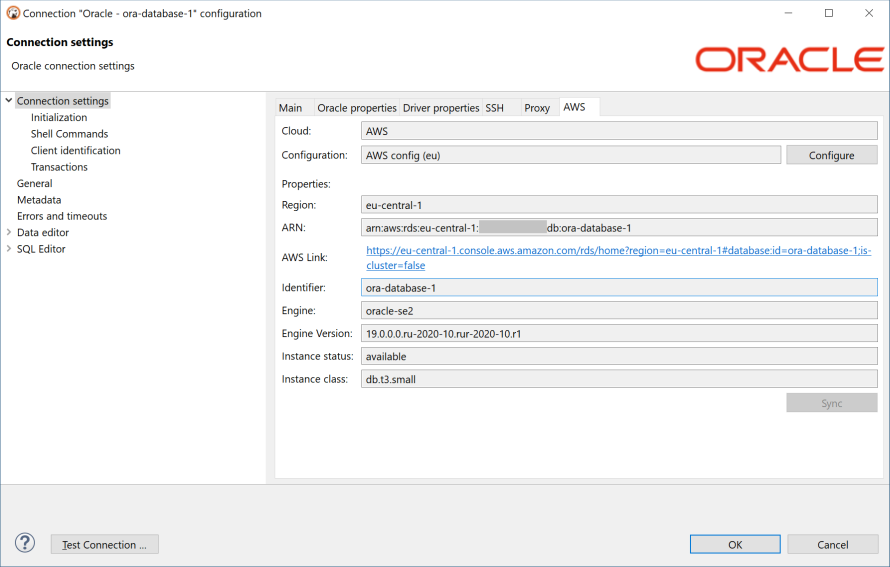 Connection "Oracle - ora-database-1" configuration
Connection settings
Oracle connection settings
ORACLE
Connection settings
Initialization
Shell Commands
Client identification
Transactions
General
Metadata
Errors and timeouts
Data editor
SQL Editor
Main Oracle properties Driver properties SSH Proxy AWS
Cloud: AWS
Configuration: AWS config (eu) Configure
Properties:
Region: eu-central-1
ARN: arn:aws:rds:eu-central-1: db:ora-database-1
AWS Link: https://eu-central-1.console.aws.amazon.com/rds/home?region=eu-central-1#database:id=ora-database-1;is-
cluster=false
Identifier: ora-database-1
Engine: oracle-se2
Engine Version: 19.0.0.0.ru-2020-10.rur-2020-10.r1
Instance status: available
Instance class: db.t3.small
Sync
? Test Connection ... OK Cancel